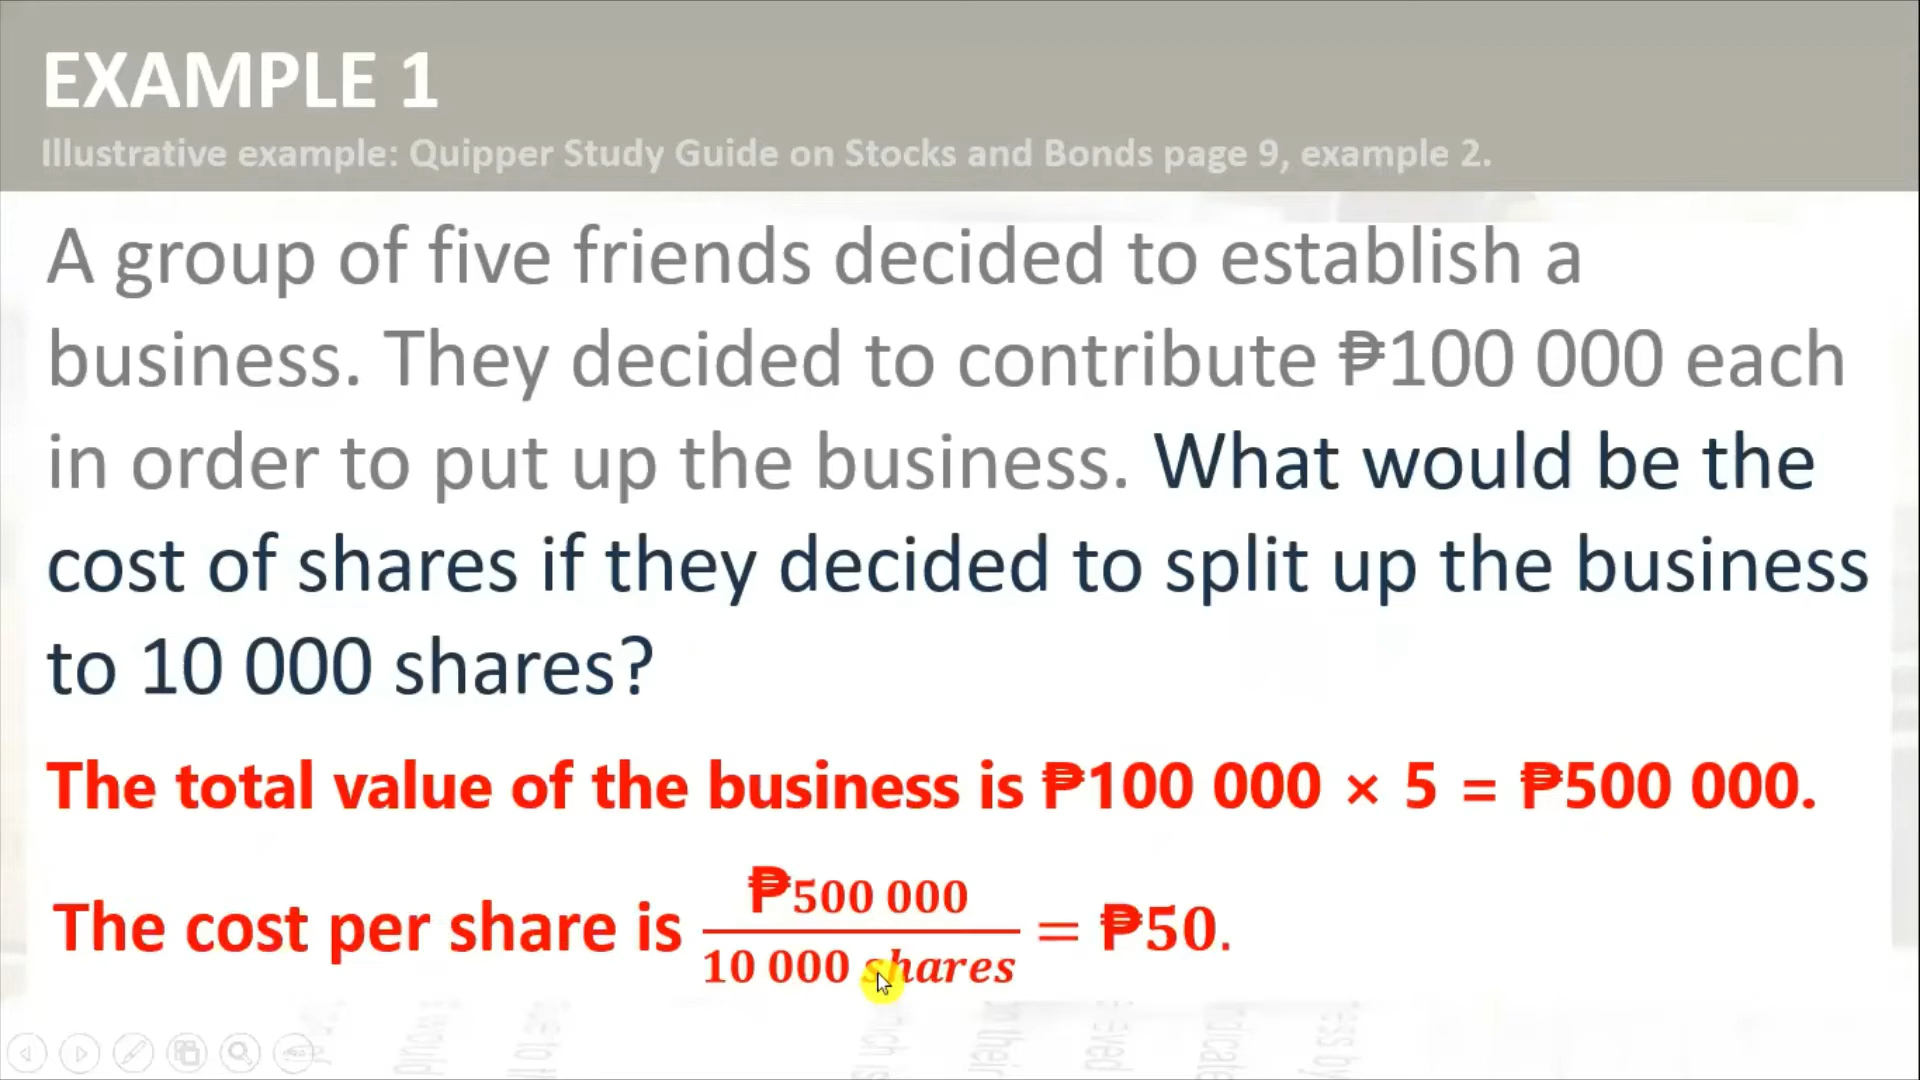 EXAMPLE 1
Illustrative example: Quipper Study Guide on Stocks and Bonds page 9, example 2.
A group of five friends decided to establish a
business. They decided to contribute ₱100 000 each
in order to put up the business. What would be the
cost of shares if they decided to split up the business
to 10 000 shares?
The total value of the business is ₱100 000 × 5 = ₱500 000.
The cost per share is ₱500 000 / 10 000 shares = ₱50.